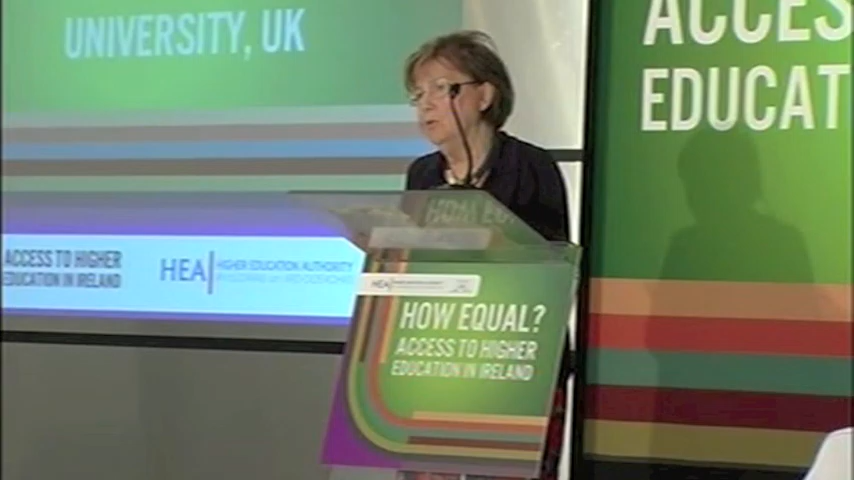 UNIVERSITY, UK
ACCESS TO HIGHER
EDUCATION IN IRELAND
HEA
HIGHER EDUCATION AUTHORITY
HEA
HOW EQUAL?
ACCESS TO HIGHER
EDUCATION IN IRELAND
ACCES
EDUCAT